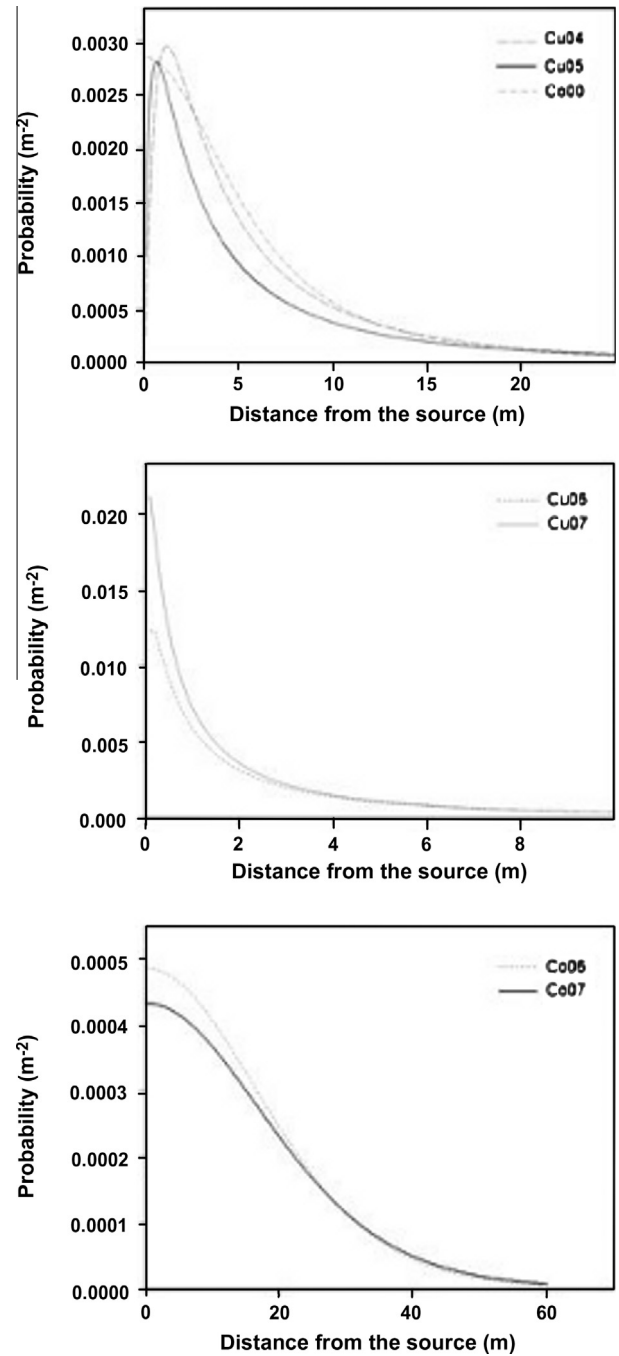 0.0030
0.0025
0.0020
0.0015
0.0010
0.0005
0.0000
Probability (m-2)
Cu04
Cu05
Co00
0 5 10 15 20
Distance from the source (m)
0.020
0.015
0.010
0.005
0.000
Probability (m-2)
Cu06
Cu07
0 2 4 6 8
Distance from the source (m)
0.0005
0.0004
0.0003
0.0002
0.0001
0.0000
Probability (m-2)
Co06
Co07
0 20 40 60
Distance from the source (m)